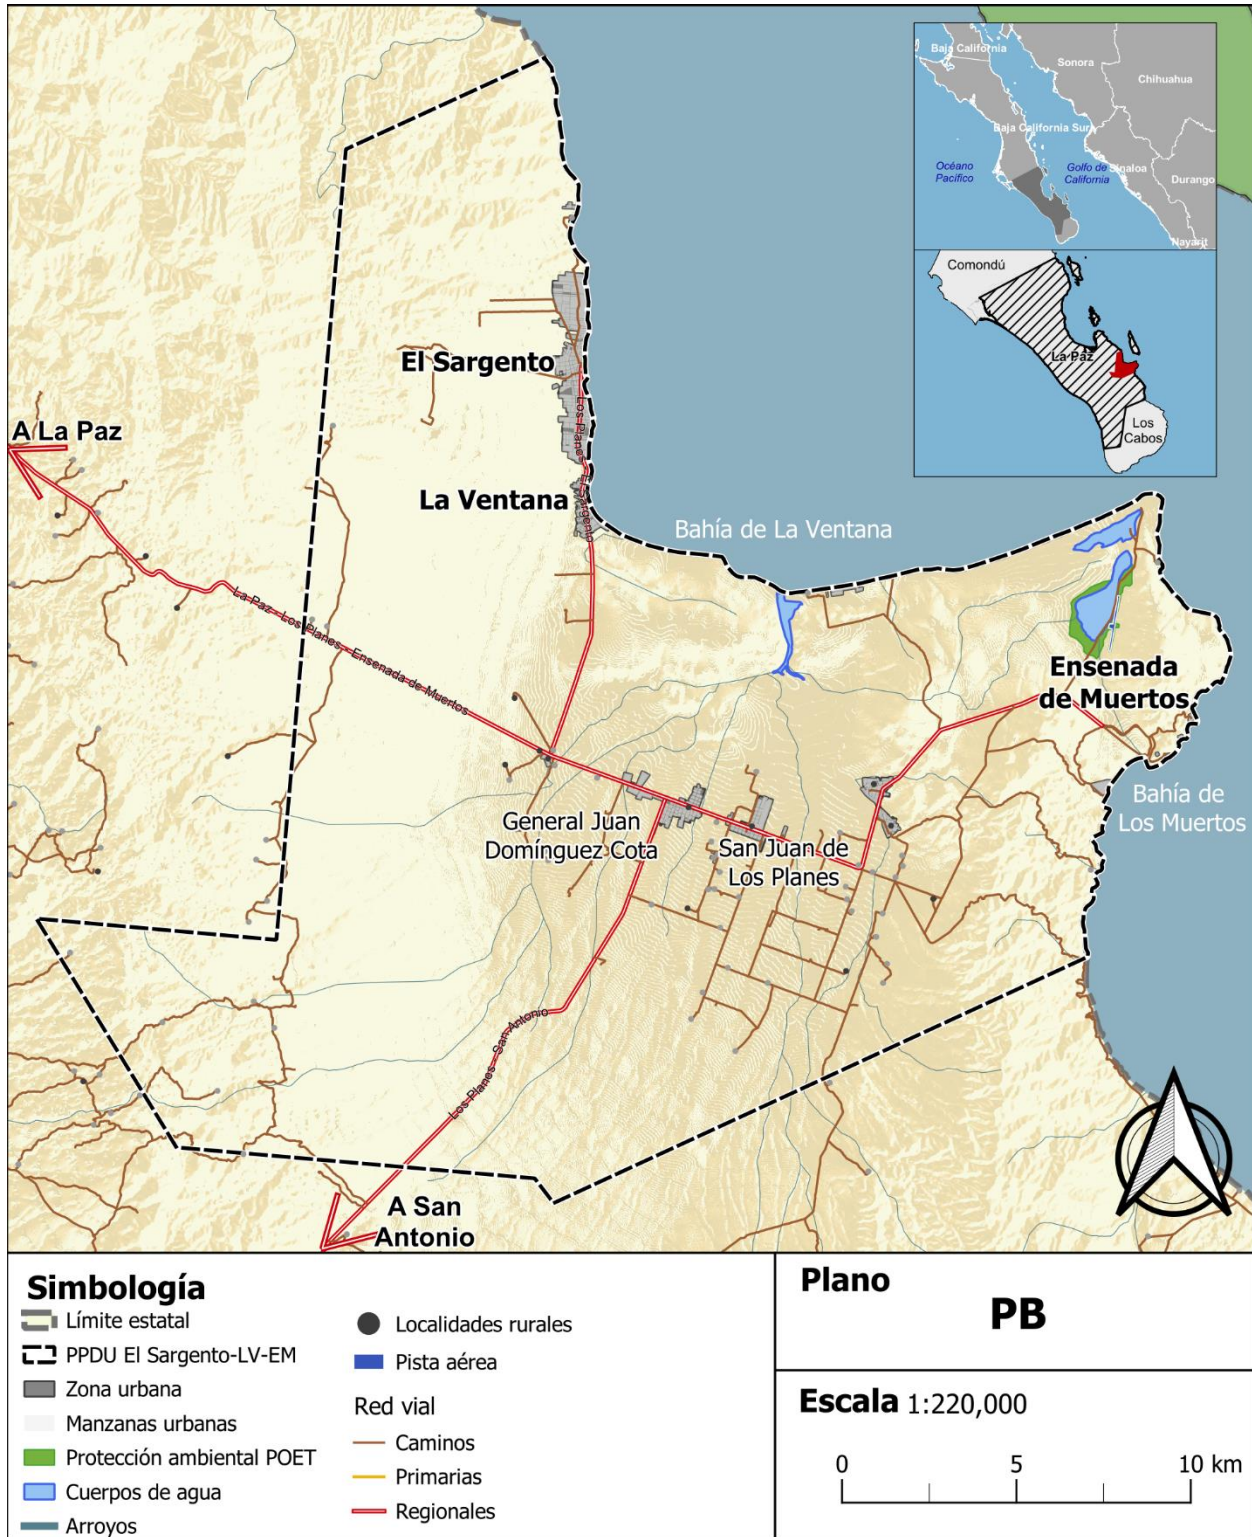 Baja California
Sonora
Chihuahua
Baja California Sur
Océano
Pacífico
Golfo de
California
Sinaloa
Durango
Nayarit
Comondú
La Paz
Los
Cabos
El Sargento
A La Paz
Los Planes - El Sargento
La Ventana
Bahía de La Ventana
La Paz - Los Planes - Ensenada de Muertos
Ensenada
de Muertos
Bahía de
Los Muertos
General Juan
Domínguez Cota
San Juan de
Los Planes
Los Planes - San Antonio
A San
Antonio
Simbología
Límite estatal
PPDU El Sargento-LV-EM
Zona urbana
Manzanas urbanas
Protección ambiental POET
Cuerpos de agua
Arroyos
Localidades rurales
Pista aérea
Red vial
Caminos
Primarias
Regionales
Plano
PB
Escala 1:220,000
0 5 10 km